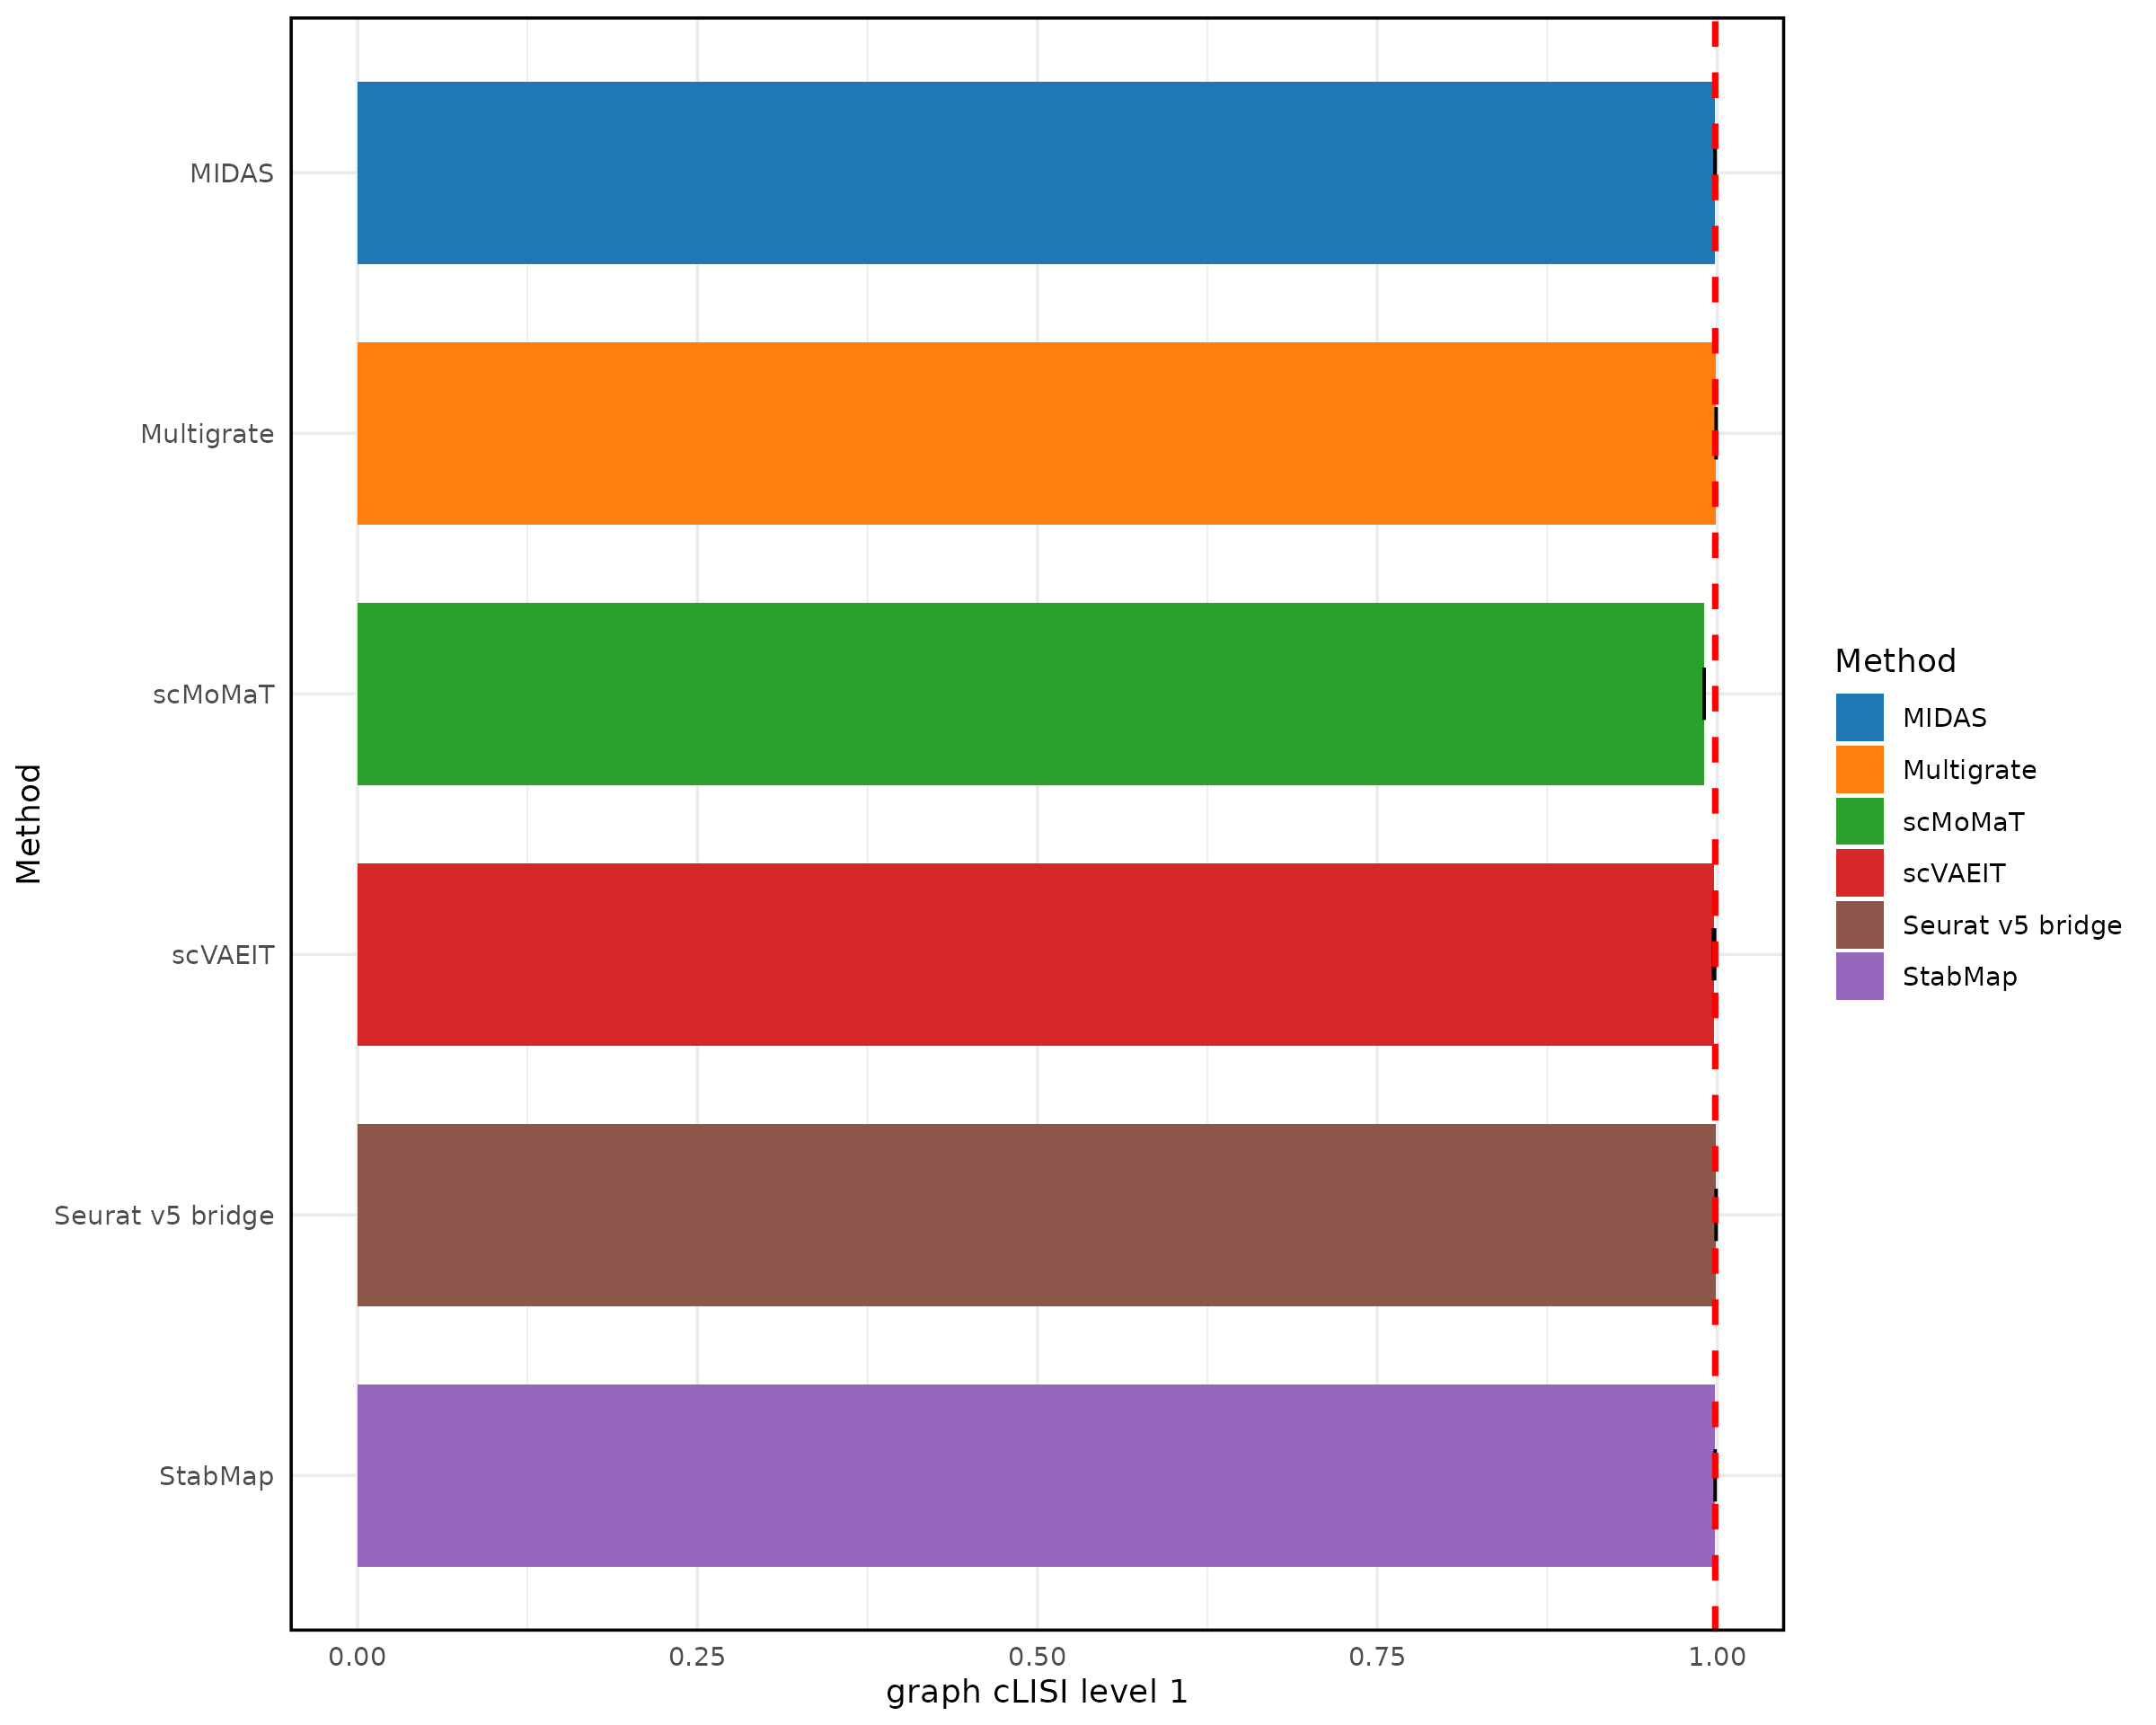 Method
MIDAS
Multigrate
scMoMaT
scVAEIT
Seurat v5 bridge
StabMap
0.00
0.25
0.50
0.75
1.00
graph cLISI level 1
Method
MIDAS
Multigrate
scMoMaT
scVAEIT
Seurat v5 bridge
StabMap